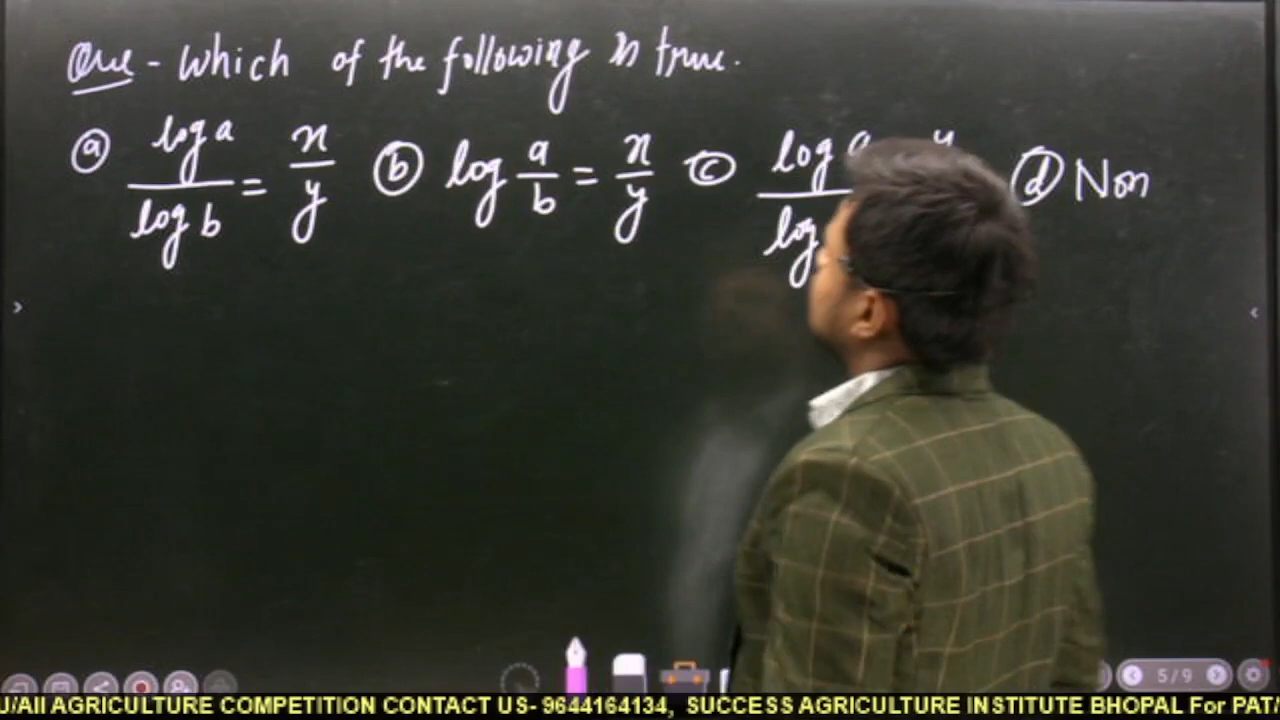 Que - Which of the following is true.
(a) log a / log b = x / y (b) log a / b = x / y (c) log a / log (d) Non
5/9
U/All AGRICULTURE COMPETITION CONTACT US- 9644164134, SUCCESS AGRICULTURE INSTITUTE BHOPAL For PAT